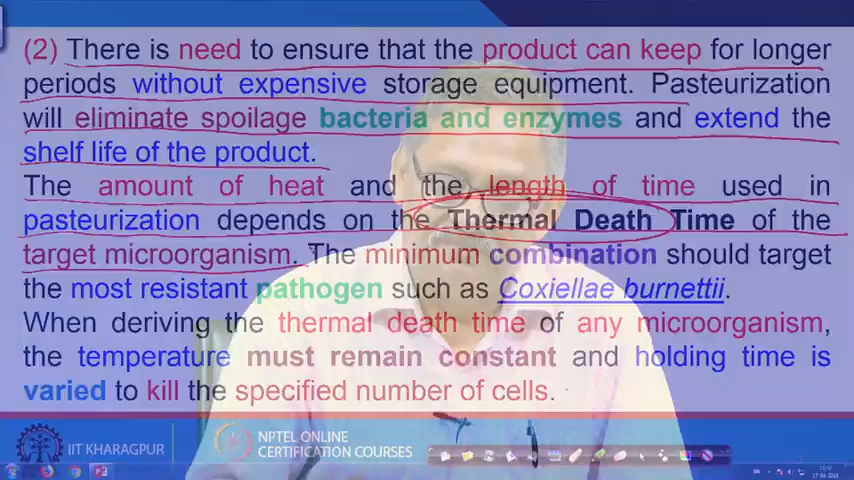 (2) There is need to ensure that the product can keep for longer
periods without expensive storage equipment. Pasteurization
will eliminate spoilage bacteria and enzymes and extend the
shelf life of the product.
The amount of heat and the length of time used in
pasteurization depends on the Thermal Death Time of the
target microorganism. The minimum combination should target
the most resistant pathogen such as Coxiellae burnettii.
When deriving the thermal death time of any microorganism,
the temperature must remain constant and holding time is
varied to kill the specified number of cells.
IIT KHARAGPUR
NPTEL ONLINE
CERTIFICATION COURSES